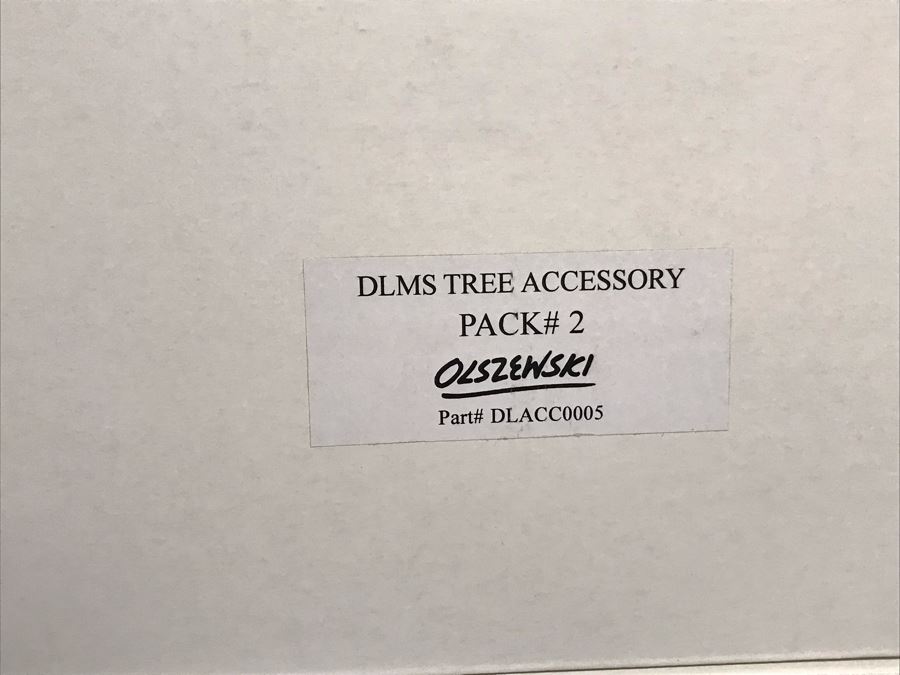 DLMS TREE ACCESSORY
PACK# 2
OLSZEWSKI
Part# DLACC0005